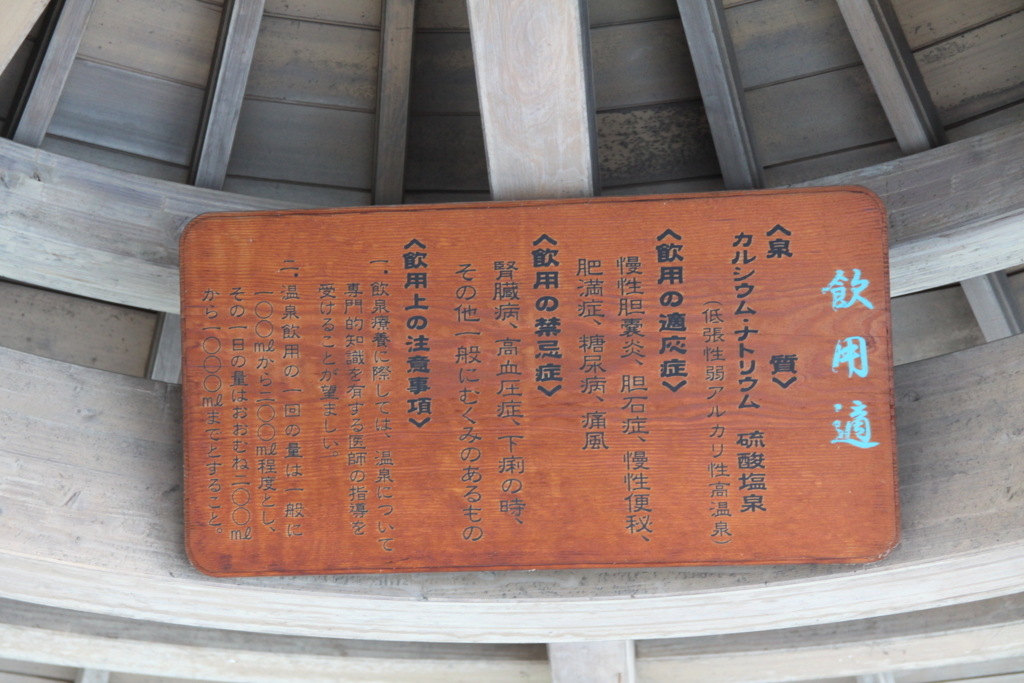 飲用適
〈泉　質〉
カルシウム・ナトリウム　硫酸塩泉
（低張性弱アルカリ性高温泉）
〈飲用の適応症〉
慢性胆嚢炎、胆石症、慢性便秘、
肥満症、糖尿病、痛風
〈飲用の禁忌症〉
腎臓病、高血圧症、下痢の時、
その他一般にむくみのあるもの
〈飲用上の注意事項〉
一、飲泉療養に際しては、温泉について
専門的知識を有する医師の指導を
受けることが望ましい。
二、温泉飲用の一回の量は一般に
一〇〇mlから二〇〇ml程度とし、
その一日の量はおおむね二〇〇ml
から一〇〇〇mlまでとすること。